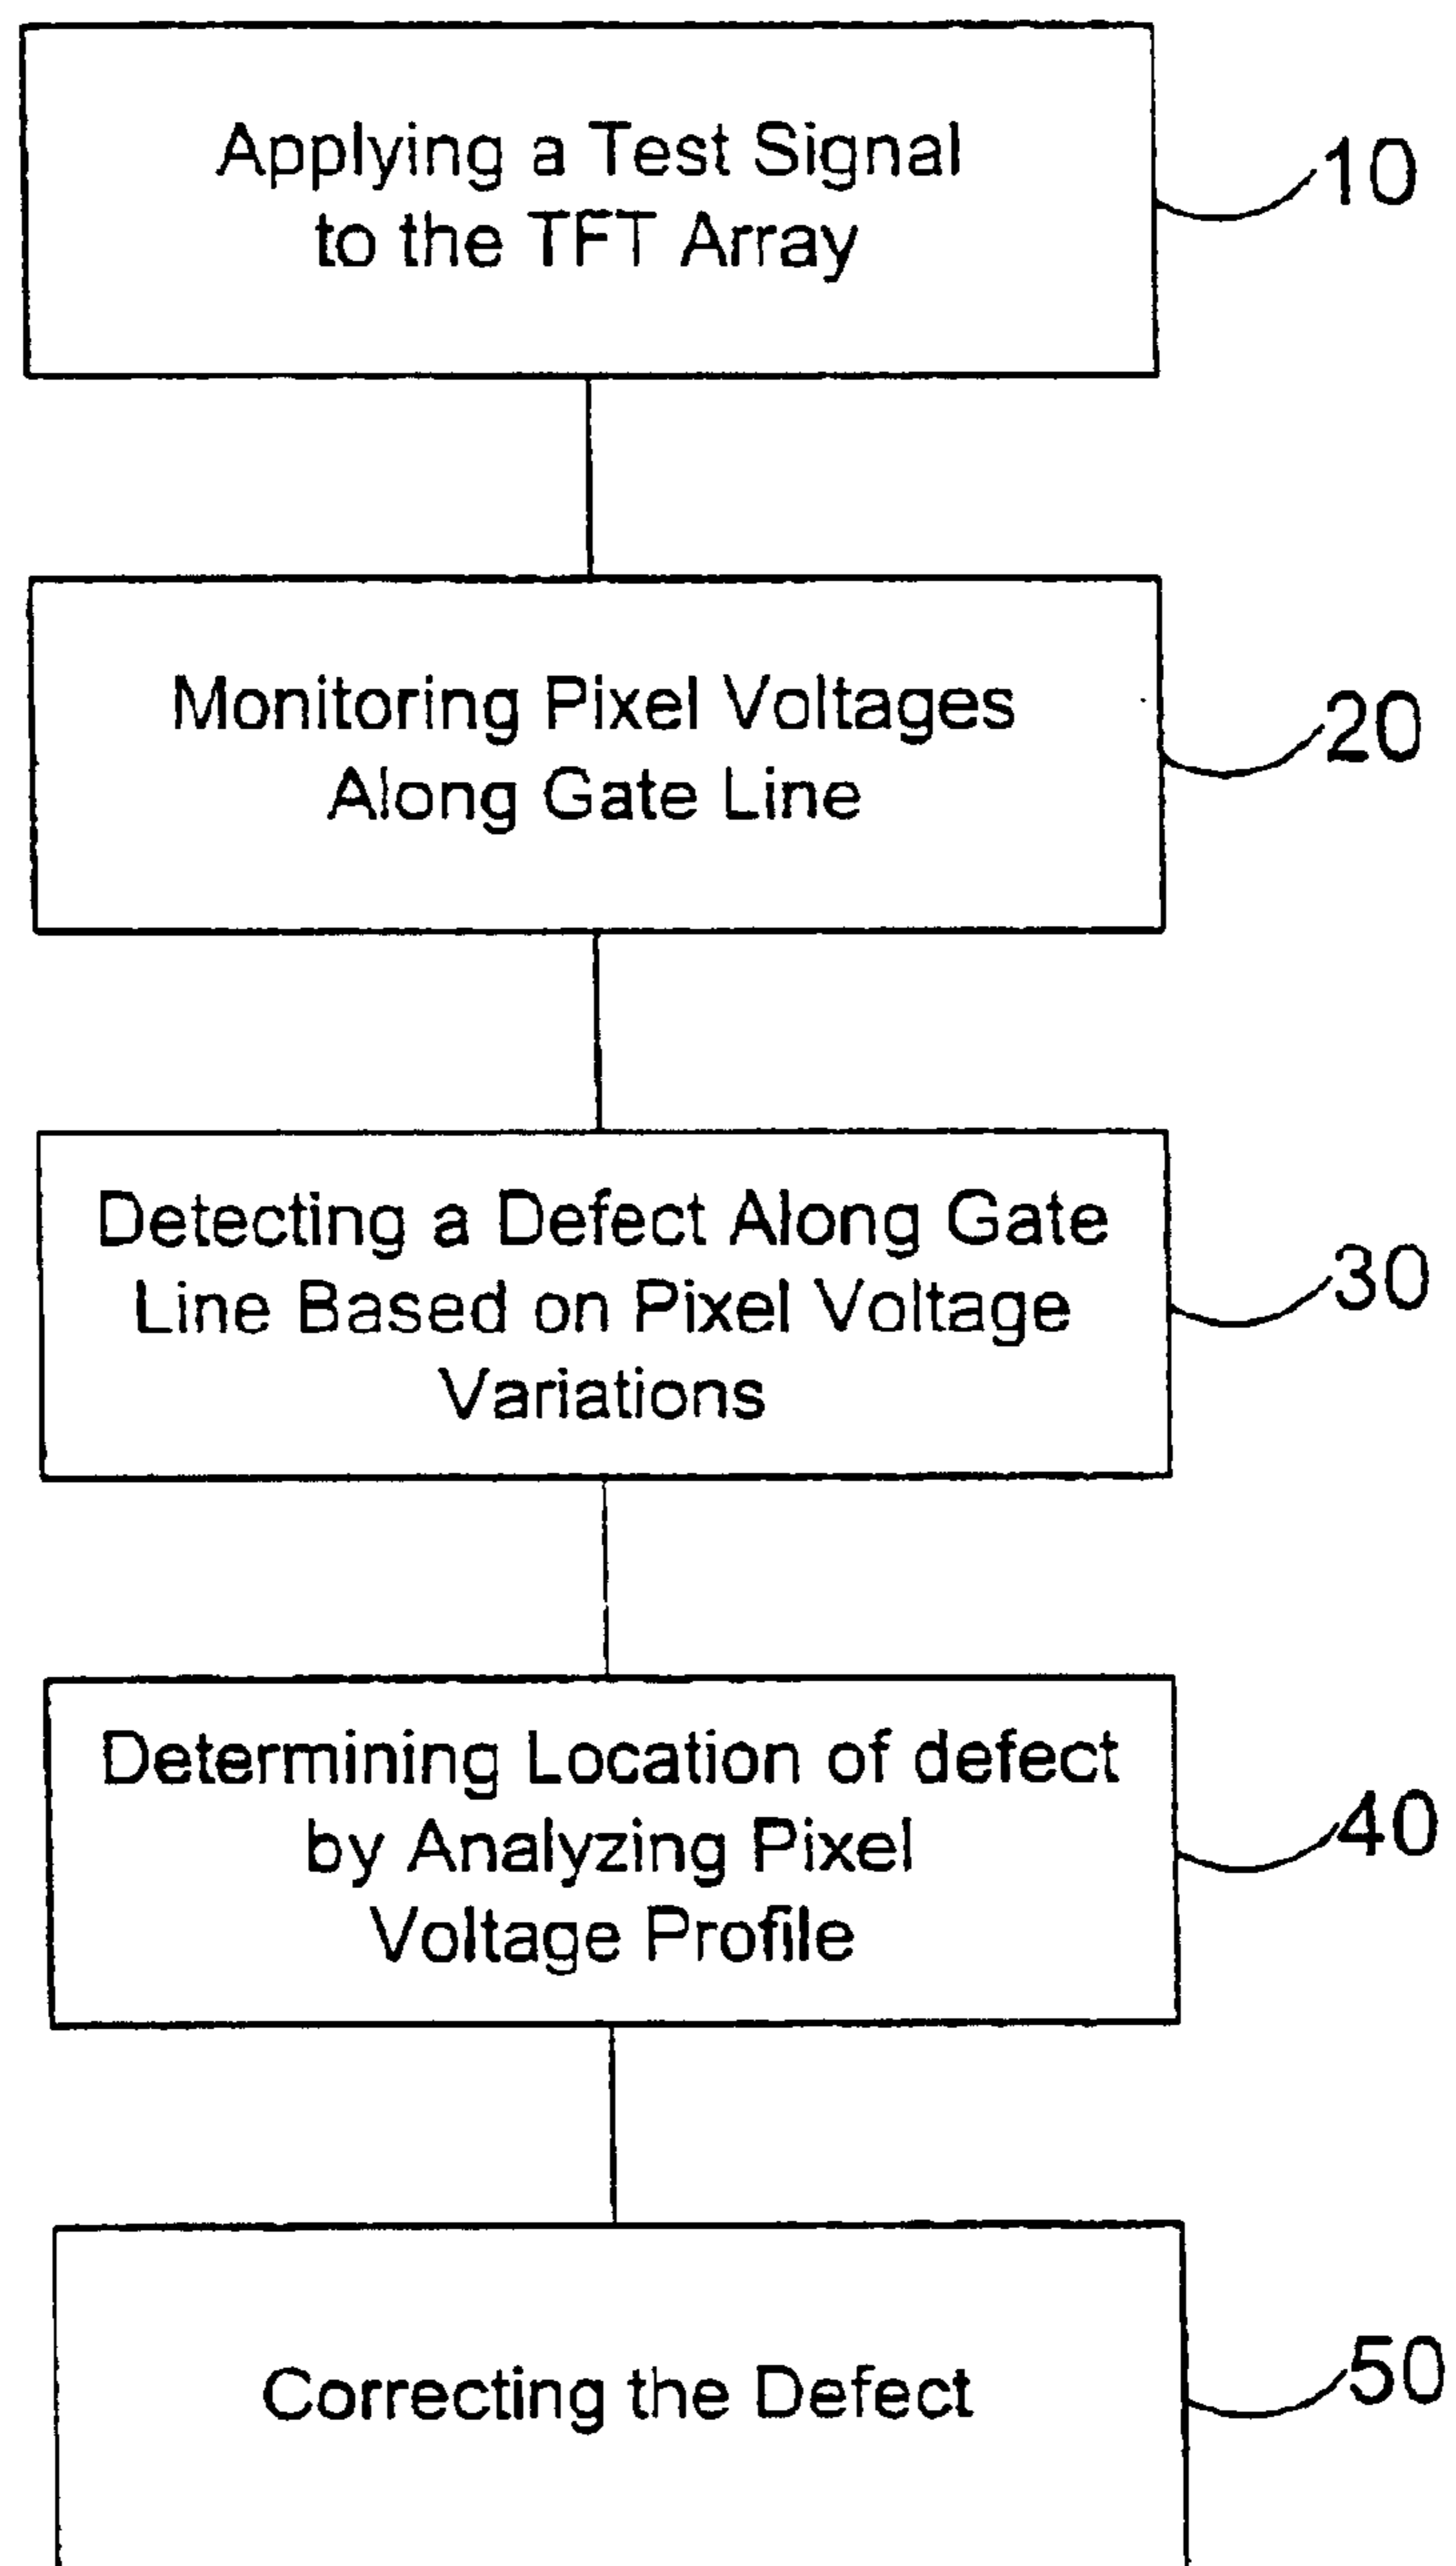 Applying a Test Signal
to the TFT Array
10
Monitoring Pixel Voltages
Along Gate Line
20
Detecting a Defect Along Gate
Line Based on Pixel Voltage
Variations
30
Determining Location of defect
by Analyzing Pixel
Voltage Profile
40
Correcting the Defect
50